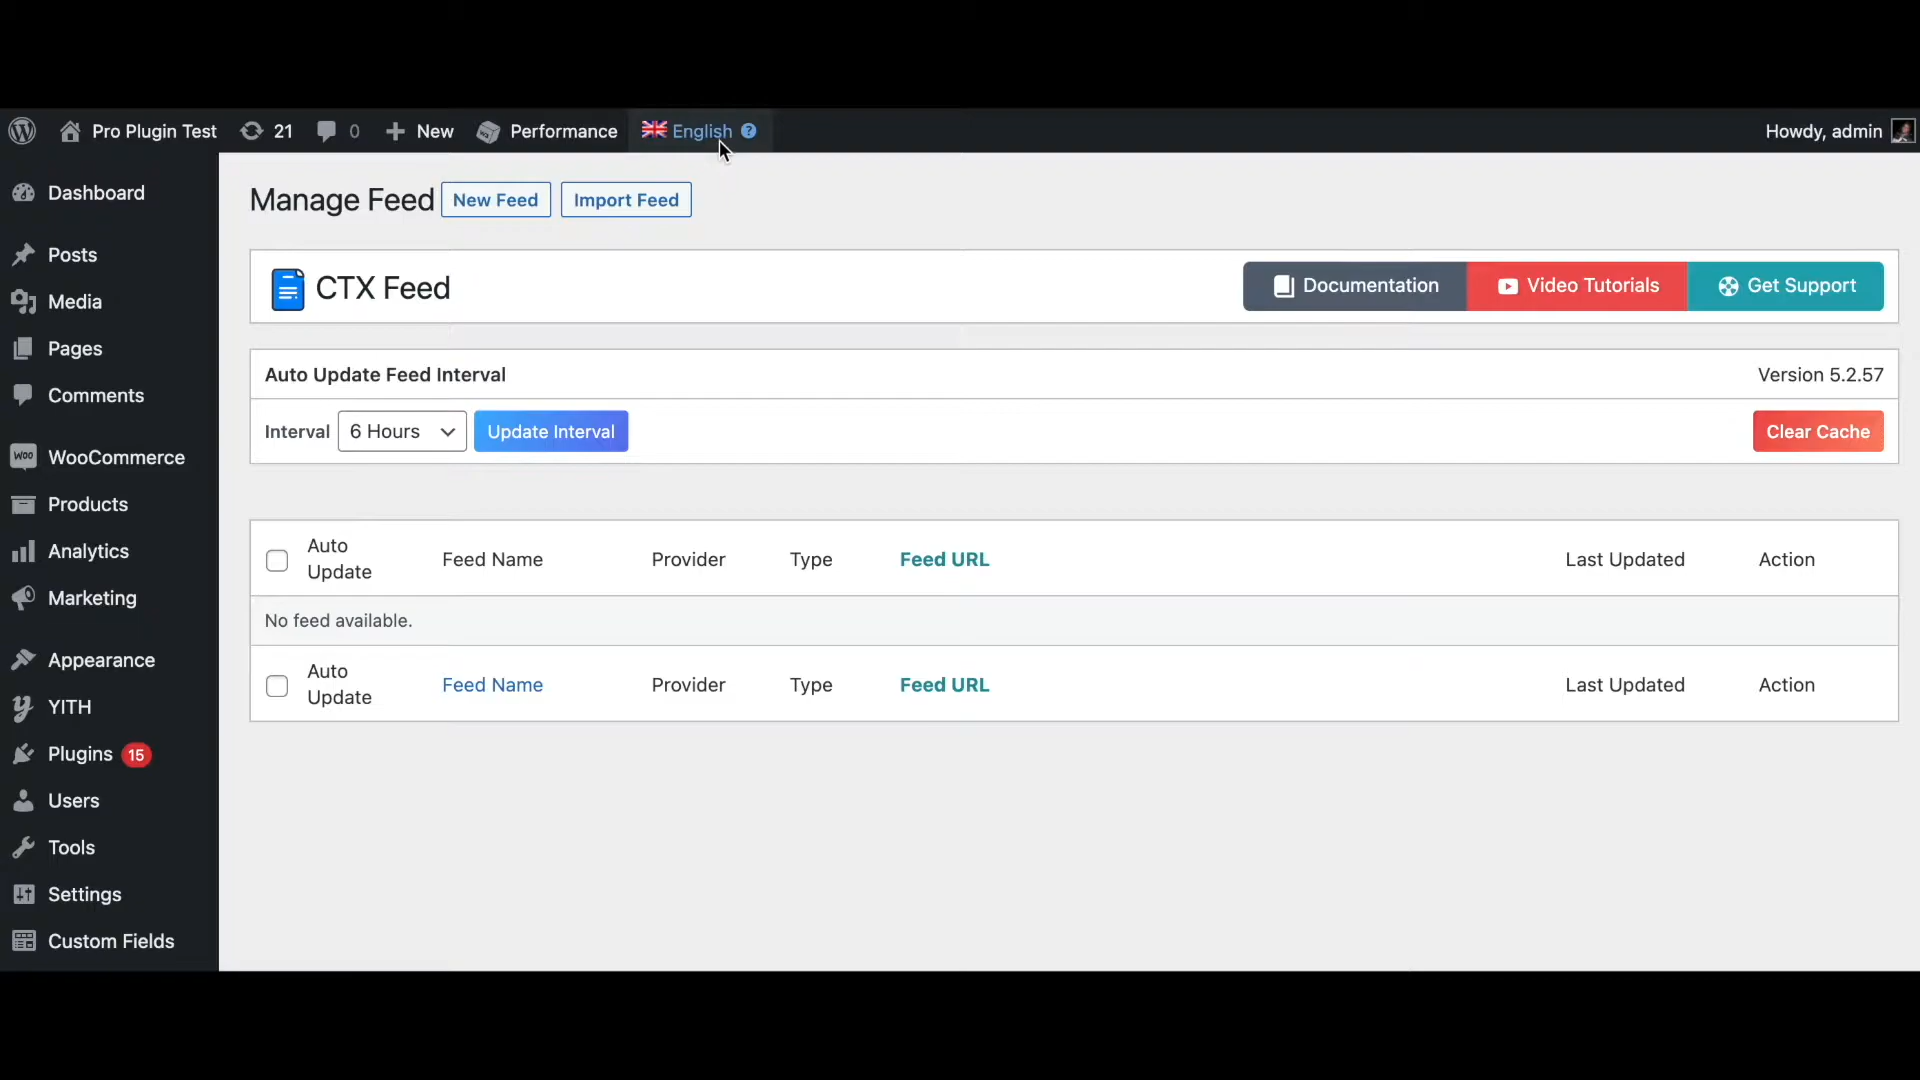 Pro Plugin Test 21 0 New Performance English ? Howdy, admin
Dashboard
Posts
Media
Pages
Comments
WooCommerce
Products
Analytics
Marketing
Appearance
YITH
Plugins 15
Users
Tools
Settings
Custom Fields
Manage Feed New Feed Import Feed
CTX Feed Documentation Video Tutorials Get Support
Auto Update Feed Interval Version 5.2.57
Interval 6 Hours Update Interval Clear Cache
Auto Update Feed Name Provider Type Feed URL Last Updated Action
No feed available.
Auto Update Feed Name Provider Type Feed URL Last Updated Action